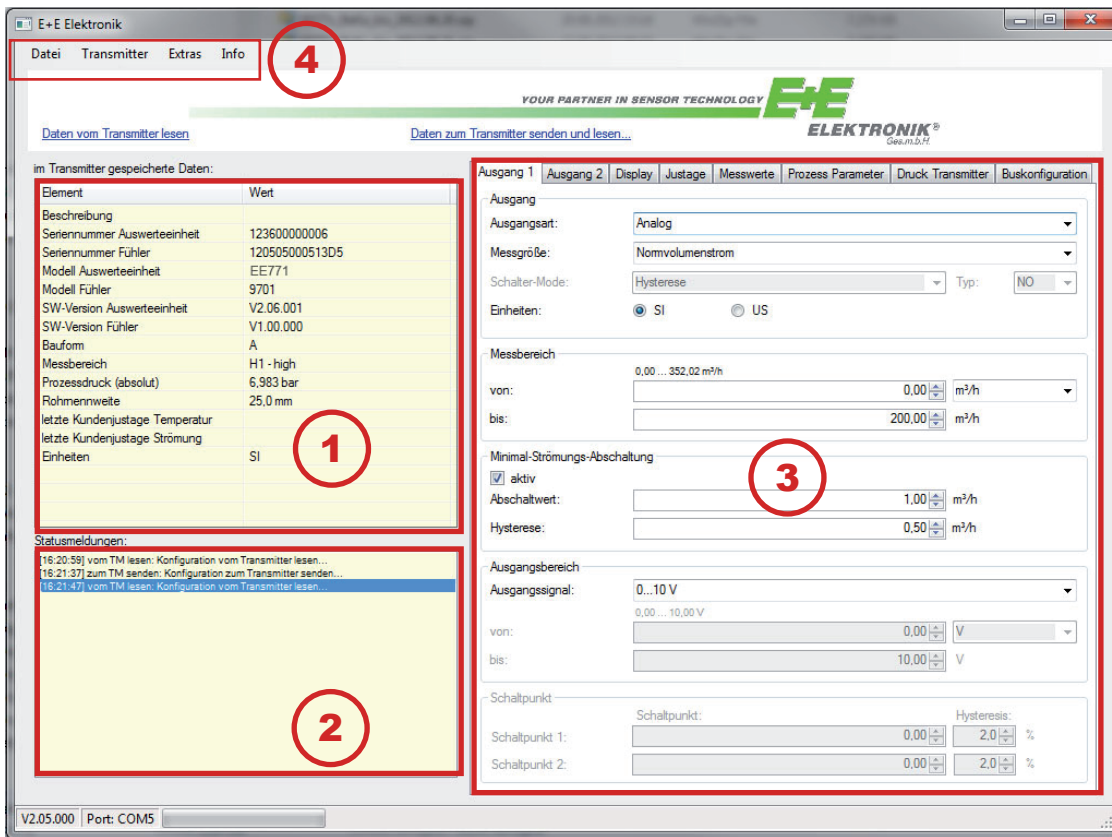 E+E Elektronik
Datei Transmitter Extras Info
4
YOUR PARTNER IN SENSOR TECHNOLOGY
E+E
ELEKTRONIK®
Ges.m.b.H.
Daten vom Transmitter lesen
Daten zum Transmitter senden und lesen...
im Transmitter gespeicherte Daten:
Element Wert
Beschreibung
Seriennummer Auswerteeinheit 123600000006
Seriennummer Fühler 120505000513D5
Modell Auswerteeinheit EE771
Modell Fühler 9701
SW-Version Auswerteeinheit V2.06.001
SW-Version Fühler V1.00.000
Bauform A
Messbereich H1 - high
Prozessdruck (absolut) 6,983 bar
Rohrnennweite 25,0 mm
letzte Kundenjustage Temperatur
letzte Kundenjustage Strömung
Einheiten SI
1
Statusmeldungen:
[16:20:59] vom TM lesen: Konfiguration vom Transmitter lesen...
[16:21:37] zum TM senden: Konfiguration zum Transmitter senden...
[16:21:47] vom TM lesen: Konfiguration vom Transmitter lesen...
2
Ausgang 1 Ausgang 2 Display Justage Messwerte Prozess Parameter Druck Transmitter Buskonfiguration
Ausgang
Ausgangsart: Analog
Messgröße: Normvolumenstrom
Schalter-Mode: Hysterese Typ: NO
Einheiten: SI US
Messbereich
0,00 ... 352,02 m³/h
von: 0,00 m³/h
bis: 200,00 m³/h
Minimal-Strömungs-Abschaltung
aktiv
3
Abschaltwert: 1,00 m³/h
Hysterese: 0,50 m³/h
Ausgangsbereich
Ausgangssignal: 0...10 V
0,00 ... 10,00 V
von: 0,00 V
bis: 10,00 V
Schaltpunkt
Schaltpunkt: Hysteresis:
Schaltpunkt 1: 0,00 2,0 %
Schaltpunkt 2: 0,00 2,0 %
V2.05.000 Port: COM5